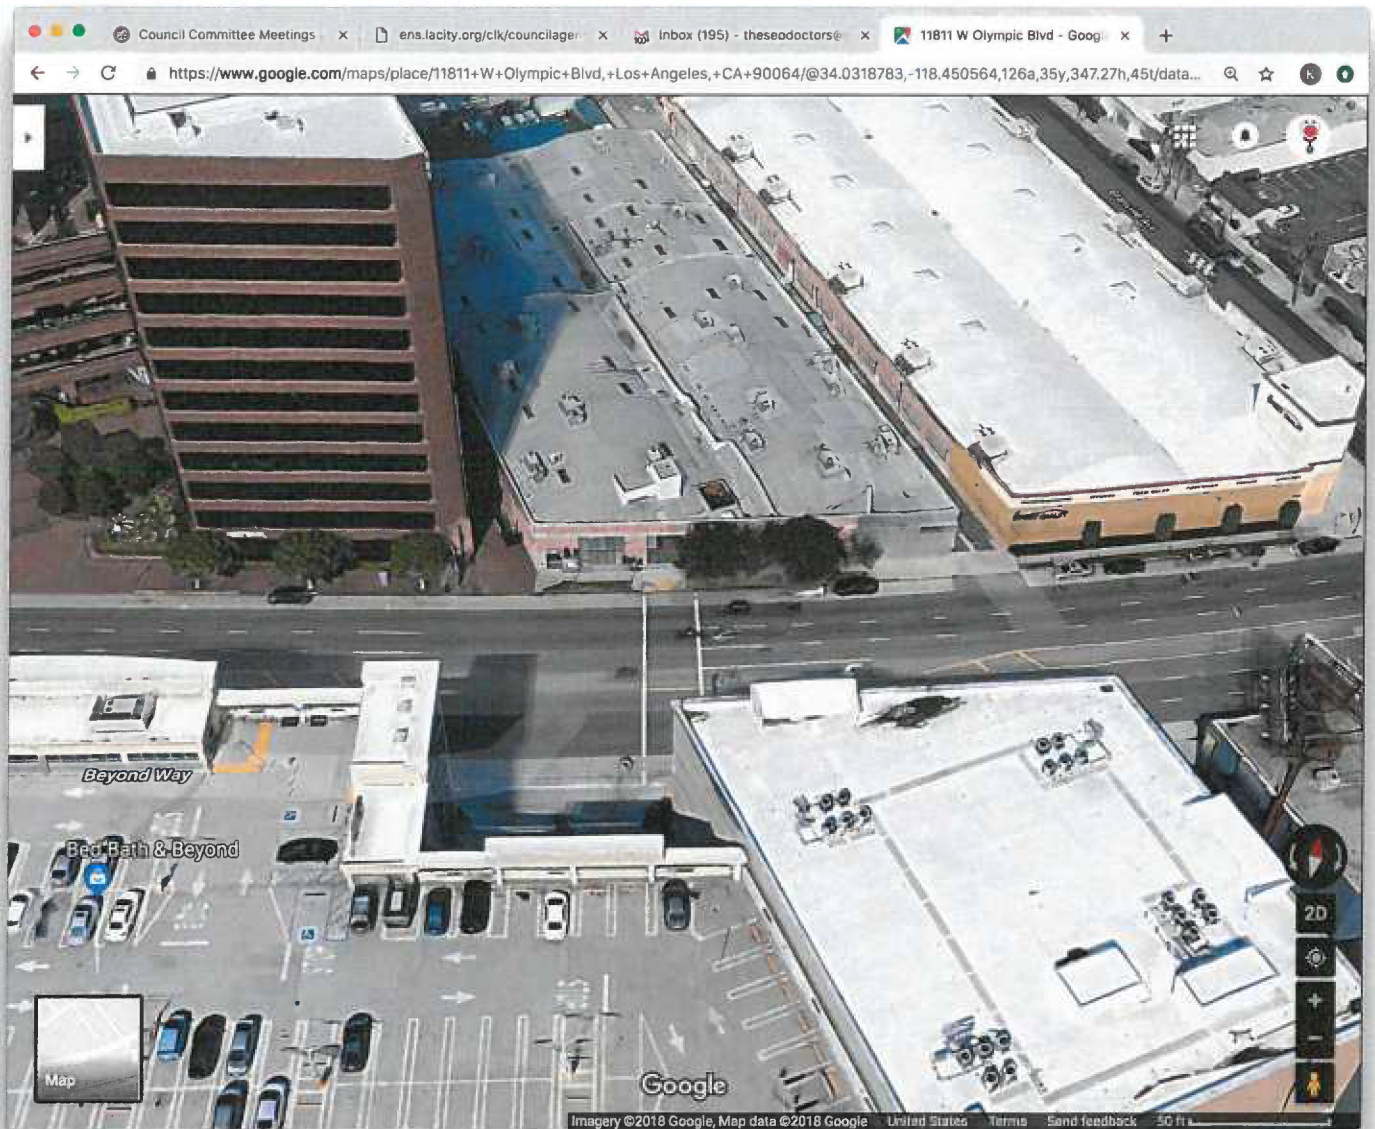 Council Committee Meetings
ens.lacity.org/clk/councilagen
Inbox (195) - theseodoctors@
11811 W Olympic Blvd - Googl
https://www.google.com/maps/place/11811+W+Olympic+Blvd,+Los+Angeles,+CA+90064/@34.0318783,-118.450564,126a,35y,347.27h,45t/data...
K
Beyond Way
Bed Bath & Beyond
2D
Map
Google
Imagery ©2018 Google, Map data ©2018 Google United States Terms Send feedback 50 ft